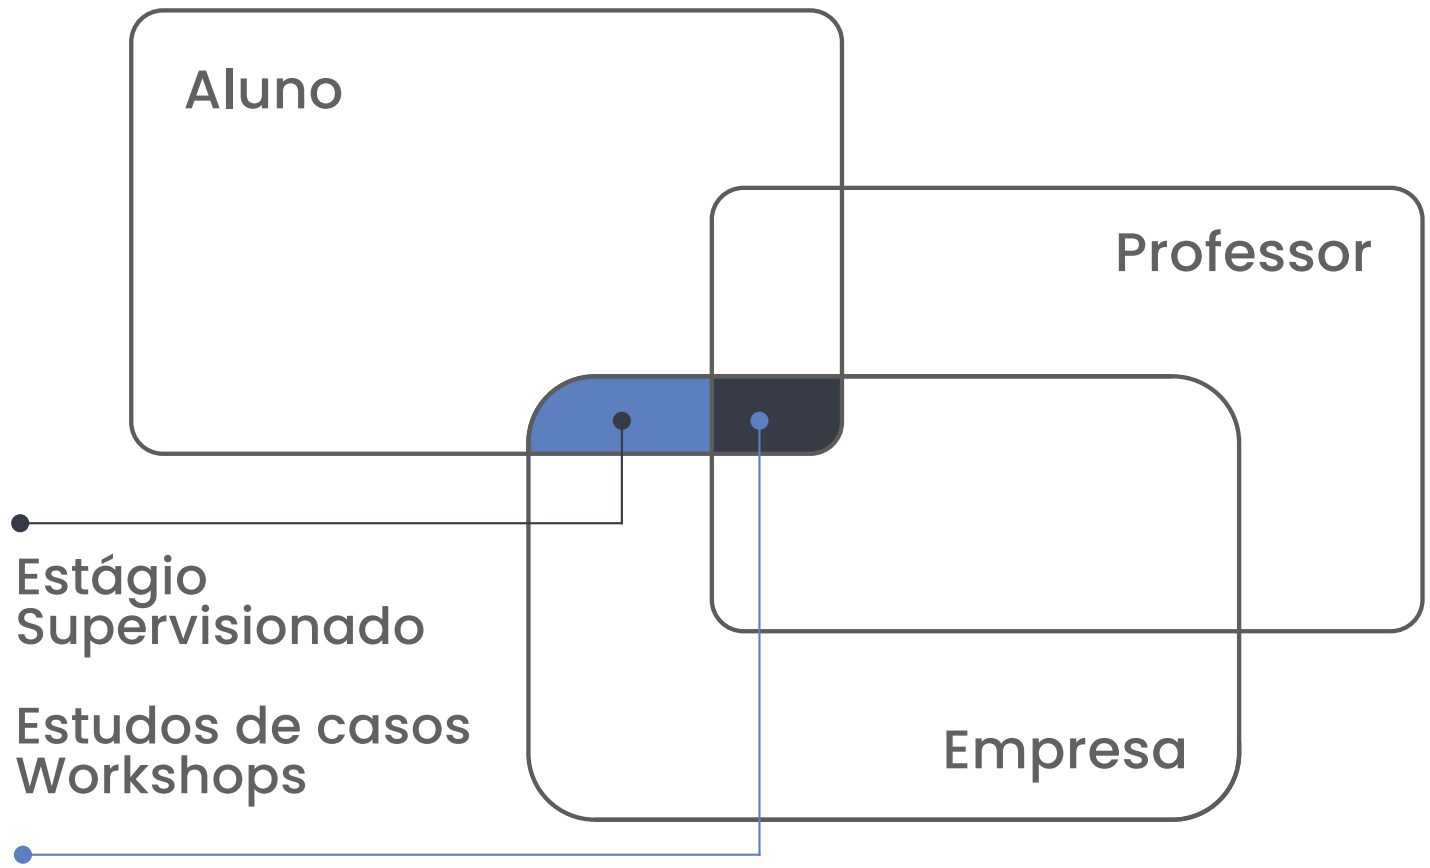 Aluno
Professor
Estágio
Supervisionado
Estudos de casos
Workshops
Empresa